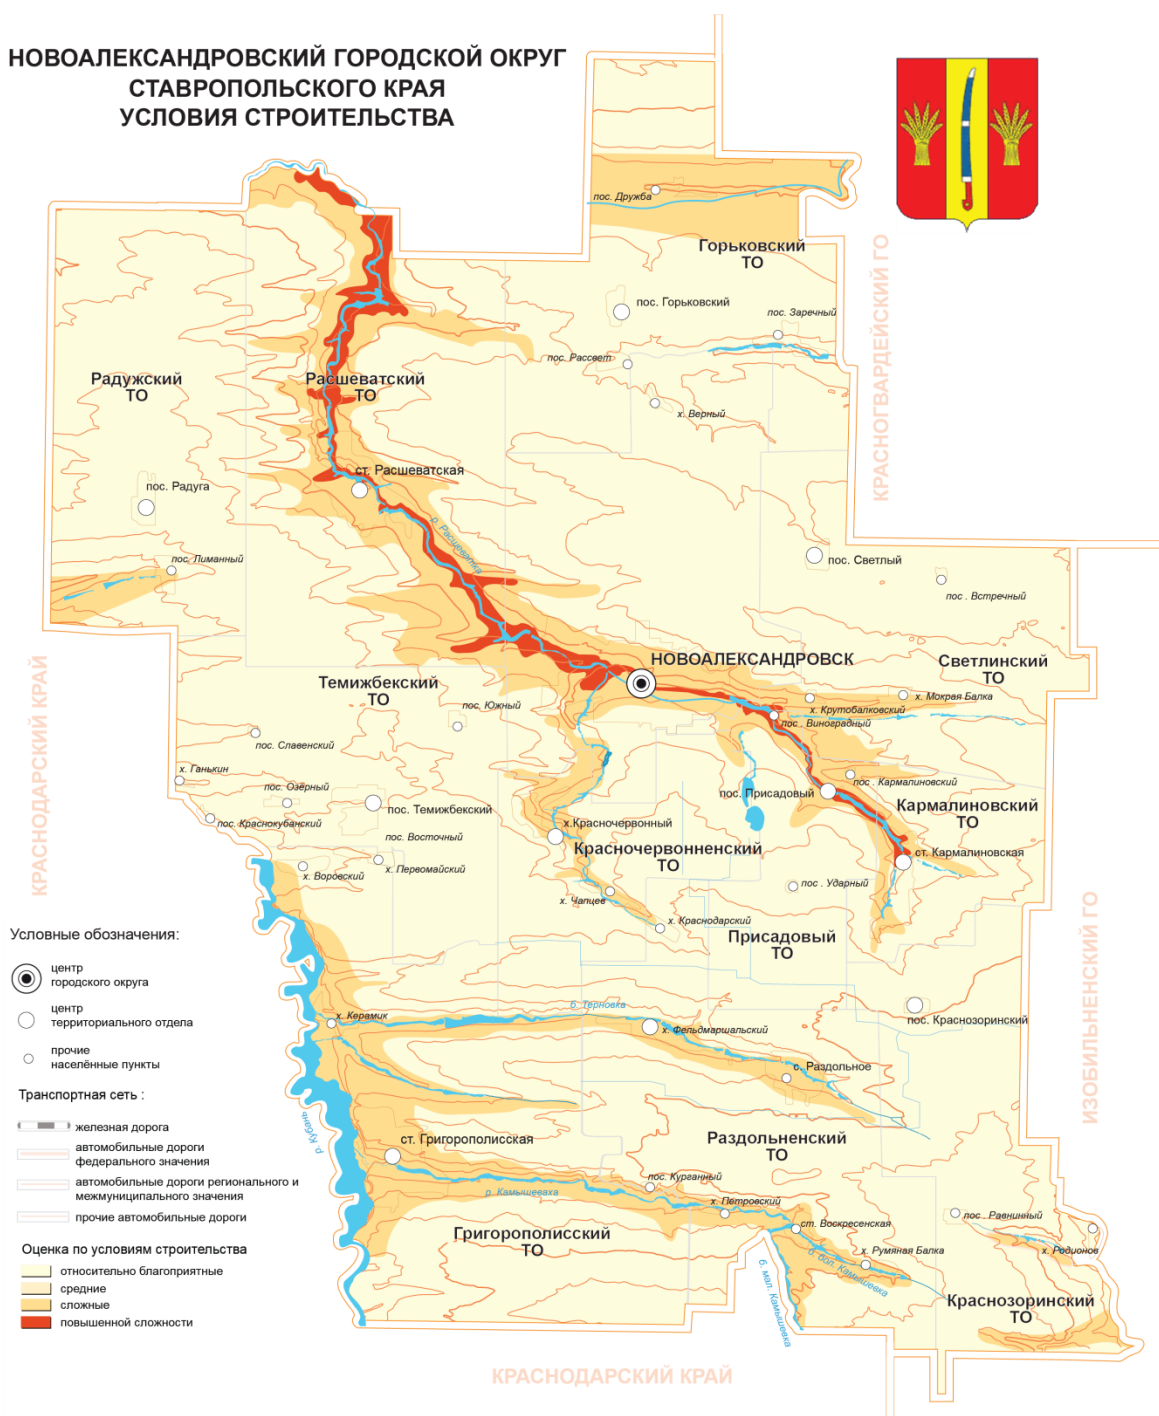 НОВОАЛЕКСАНДРОВСКИЙ ГОРОДСКОЙ ОКРУГ
СТАВРОПОЛЬСКОГО КРАЯ
УСЛОВИЯ СТРОИТЕЛЬСТВА
пос. Дружба
Горьковский
ТО
КРАСНОГВАРДЕЙСКИЙ ГО
пос. Горьковский
пос. Заречный
пос. Рассвет
Радужский
ТО
Расшеватский
ТО
х. Верный
ст. Расшеватская
пос. Радуга
р. Расшеватка
пос. Лиманный
пос. Светлый
пос . Встречный
НОВОАЛЕКСАНДРОВСК
Светлинский
ТО
Темижбекский
ТО
х. Мокрая Балка
х. Крутобалковский
пос. Южный
пос . Виноградный
пос. Славенский
КРАСНОДАРСКИЙ КРАЙ
х. Ганькин
пос . Кармалиновский
пос. Озёрный
пос. Присадовый
Кармалиновский
ТО
пос. Темижбекский
пос. Краснокубанский
х.Красночервонный
пос. Восточный
Красночервонненский
ТО
ст. Кармалиновская
х. Первомайский
х. Воровский
пос . Ударный
х. Чапцев
х. Краснодарский
Присадовый
ТО
ИЗОБИЛЬНЕНСКИЙ ГО
Условные обозначения:
центр
городского округа
центр
территориального отдела
прочие
населённые пункты
Транспортная сеть :
железная дорога
автомобильные дороги
федерального значения
автомобильные дороги регионального и
межмуниципального значения
прочие автомобильные дороги
Оценка по условиям строительства
относительно благоприятные
средние
сложные
повышенной сложности
б. Терновка
х. Керамик
х. Фельдмаршальский
пос. Краснозоринский
с. Раздольное
р. Кубань
ст. Григорополисская
Раздольненский
ТО
пос. Курганный
р. Камышеваха
х. Петровский
Григорополисский
ТО
ст. Воскресенская
пос . Равнинный
х. Родионов
х. Румяная Балка
б. бол. Камышевка
б. мал. Камышевка
Краснозоринский
ТО
КРАСНОДАРСКИЙ КРАЙ